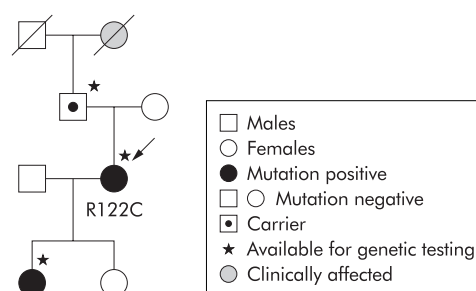 R122C
Males
Females
Mutation positive
Mutation negative
Carrier
Available for genetic testing
Clinically affected